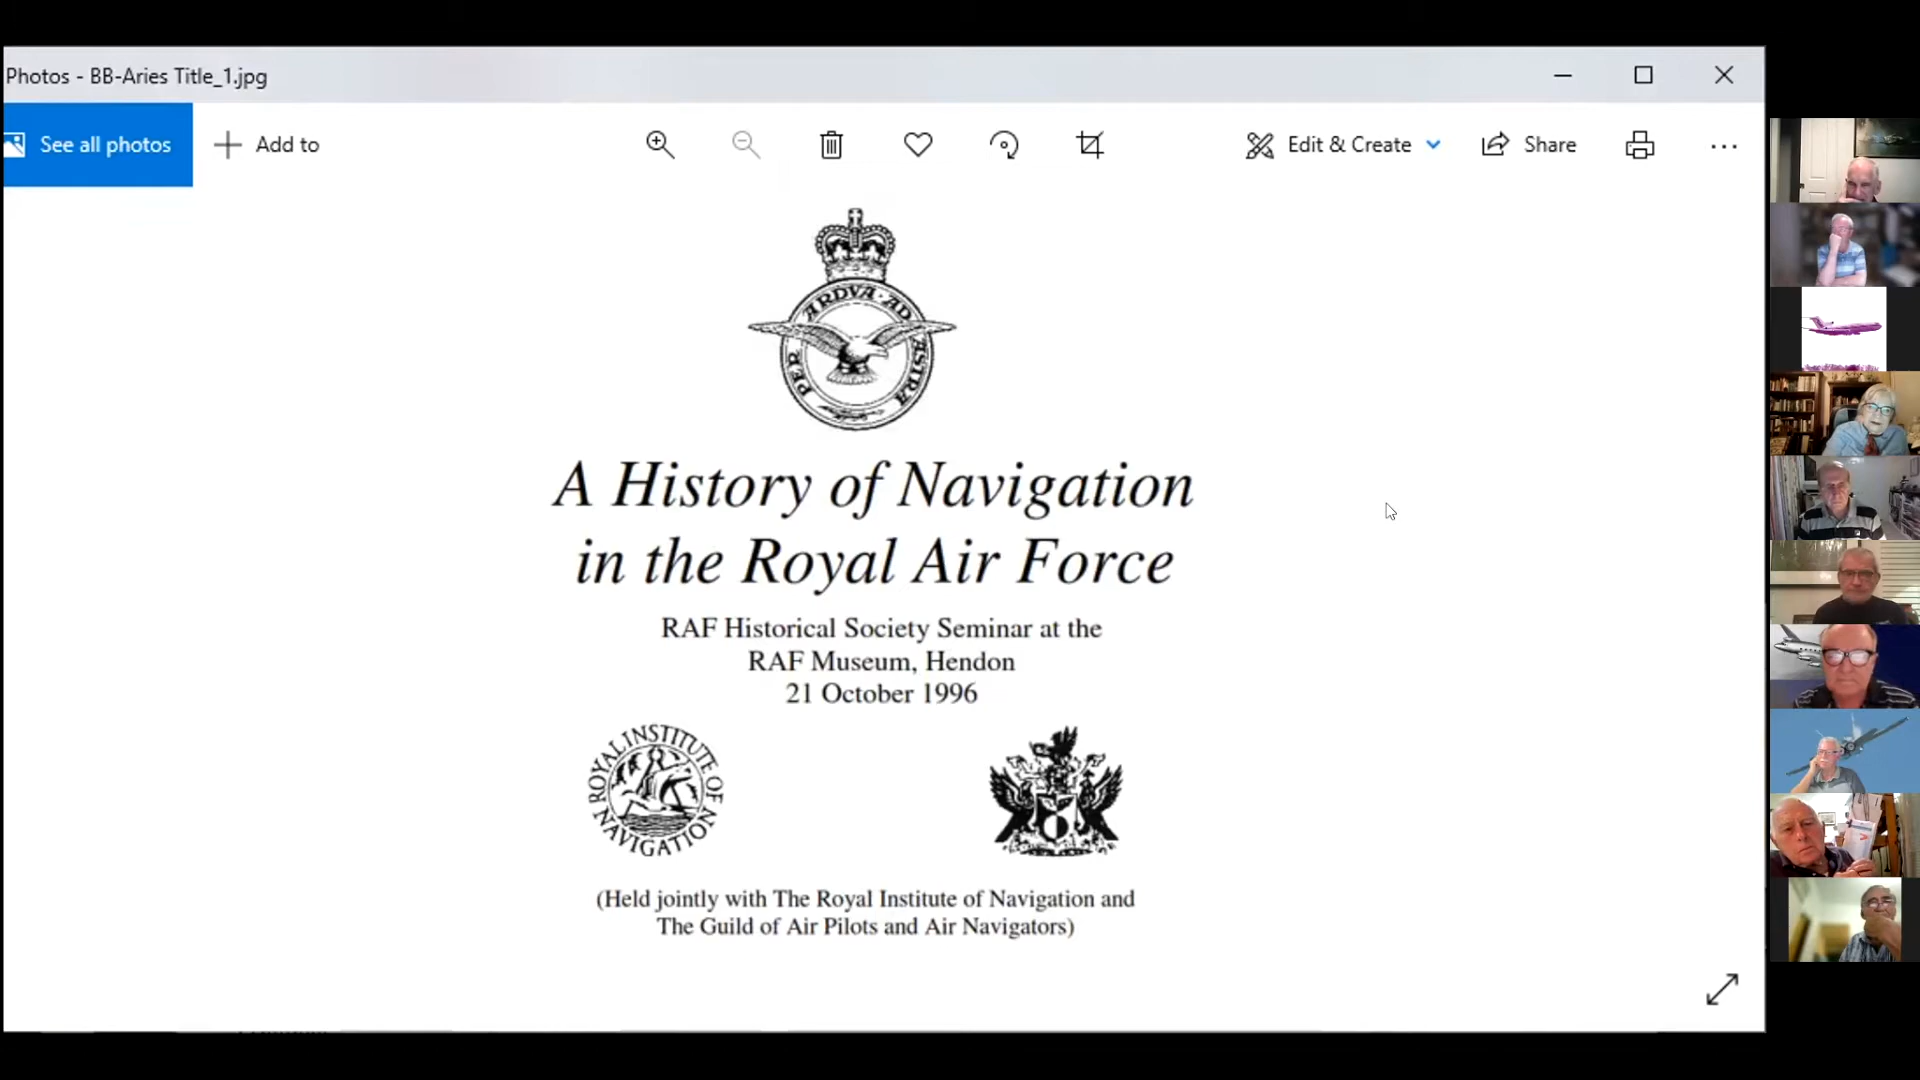 Photos - BB-Aries Title_1.jpg
See all photos
Add to
Edit & Create
Share
PER ARDVA · AD ASTRA
A History of Navigation
in the Royal Air Force
RAF Historical Society Seminar at the
RAF Museum, Hendon
21 October 1996
ROYAL INSTITUTE OF NAVIGATION
(Held jointly with The Royal Institute of Navigation and
The Guild of Air Pilots and Air Navigators)